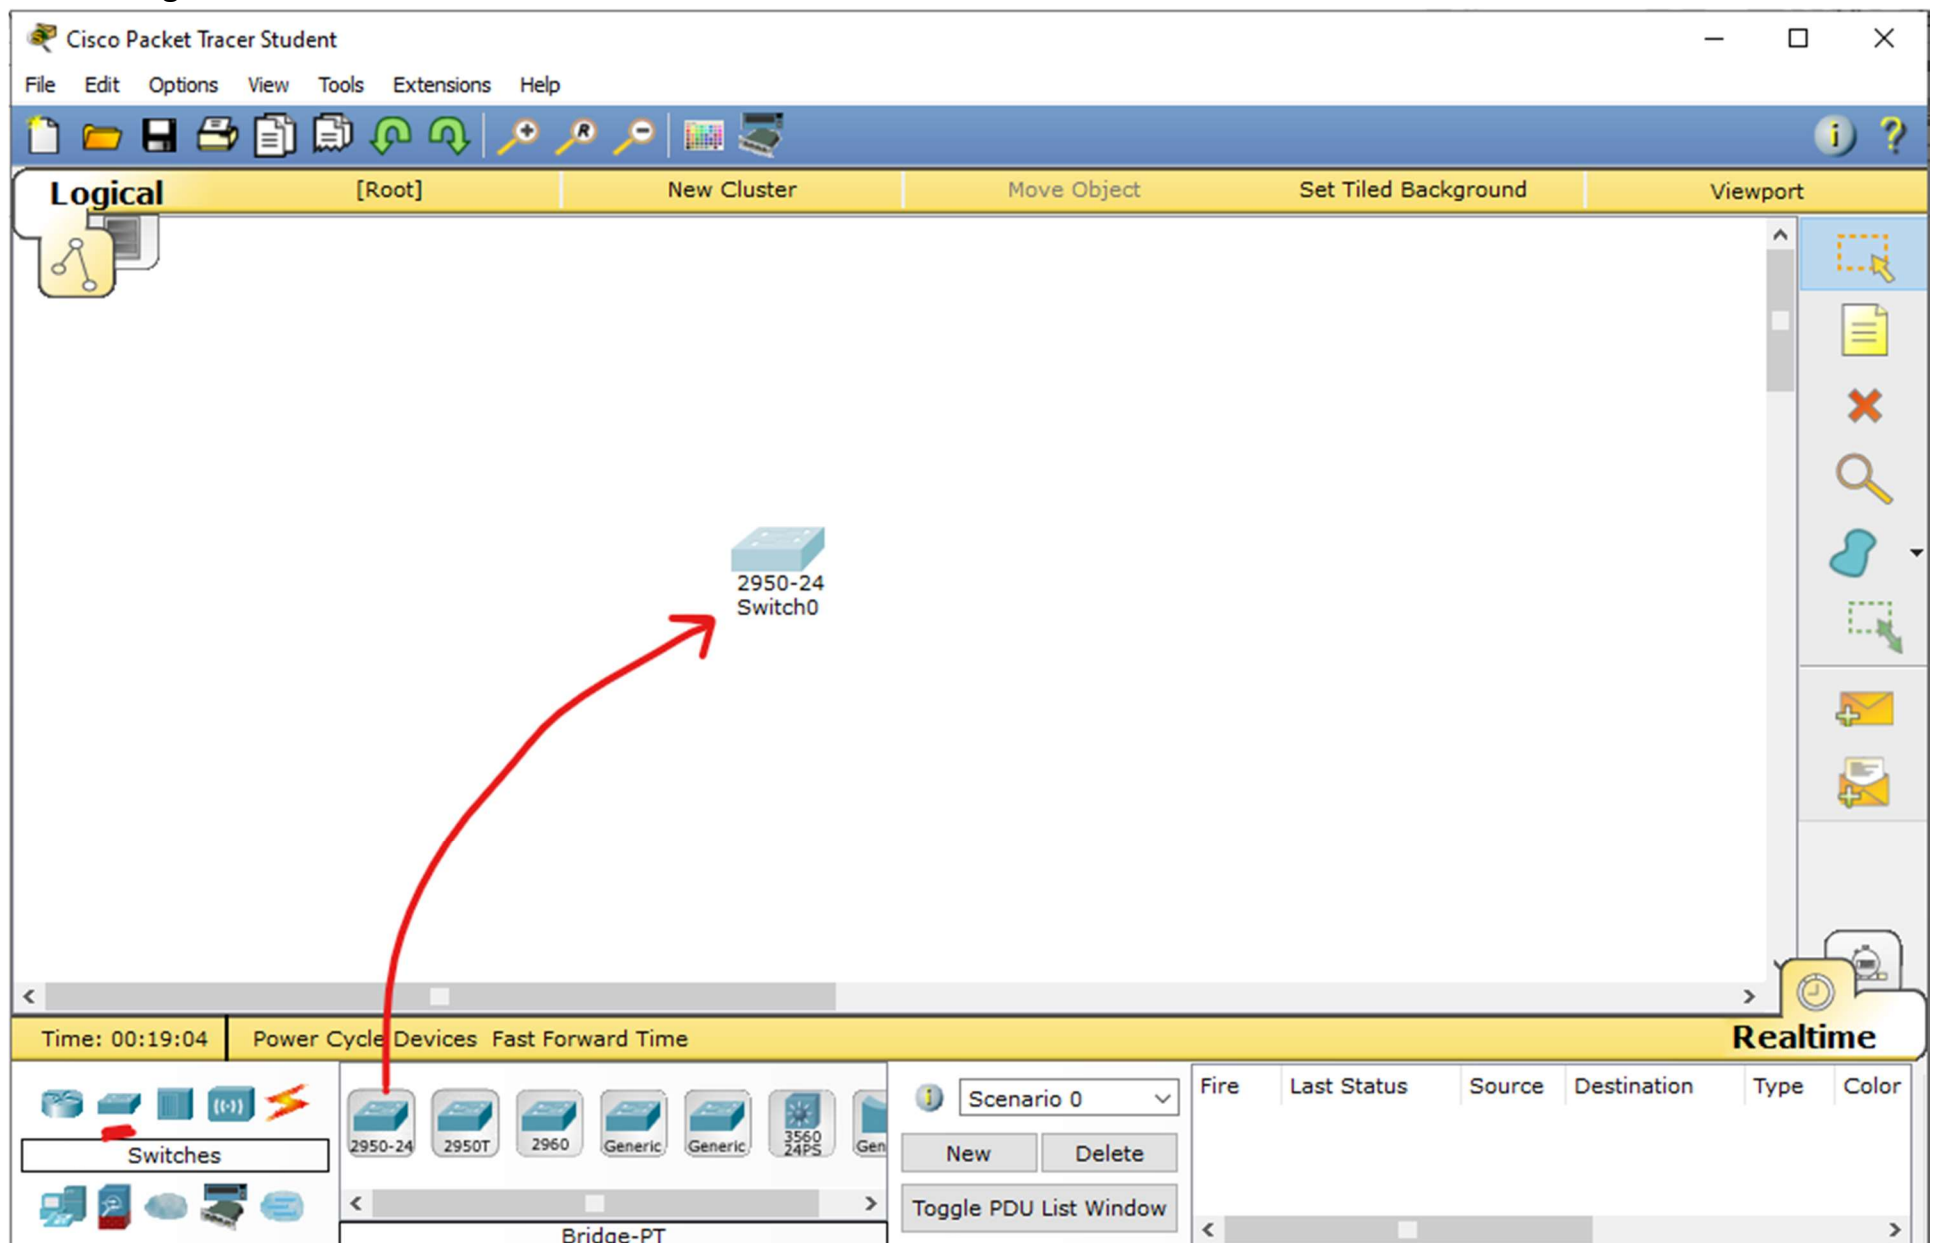 Cisco Packet Tracer Student
File Edit Options View Tools Extensions Help
Logical [Root] New Cluster Move Object Set Tiled Background Viewport
2950-24
Switch0
Time: 00:19:04 Power Cycle Devices Fast Forward Time Realtime
Switches
2950-24 2950T 2960 Generic Generic 3560 24PS Gen
Bridge-PT
Scenario 0
New Delete
Toggle PDU List Window
Fire Last Status Source Destination Type Color